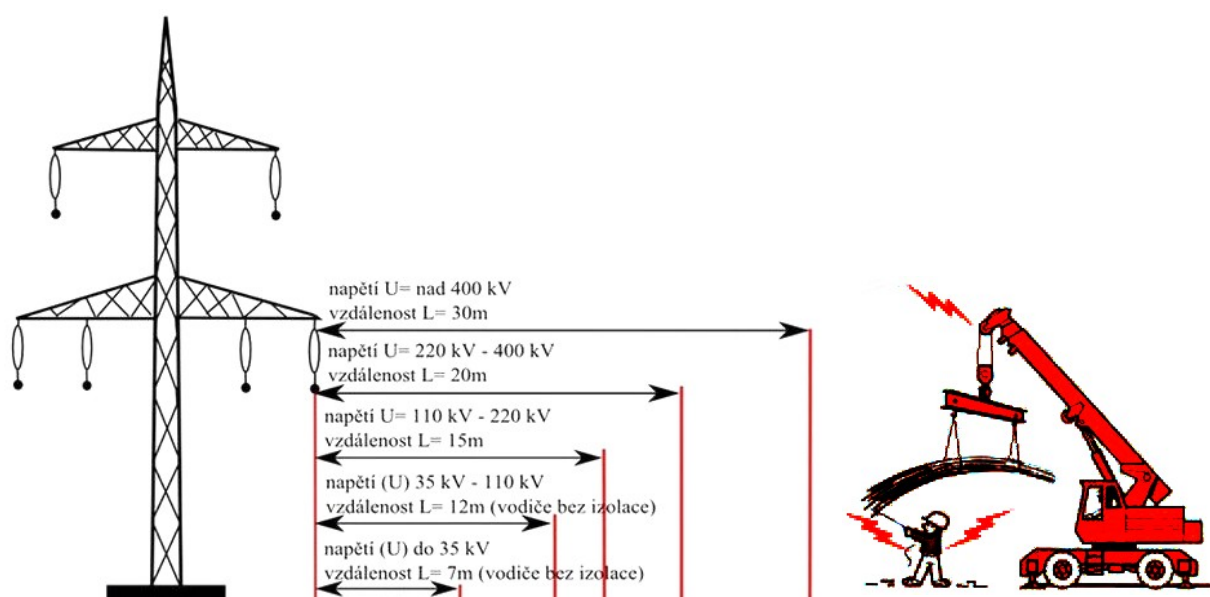 napětí U= nad 400 kV
vzdálenost L= 30m
napětí U= 220 kV - 400 kV
vzdálenost L= 20m
napětí U= 110 kV - 220 kV
vzdálenost L= 15m
napětí (U) 35 kV - 110 kV
vzdálenost L= 12m (vodiče bez izolace)
napětí (U) do 35 kV
vzdálenost L= 7m (vodiče bez izolace)